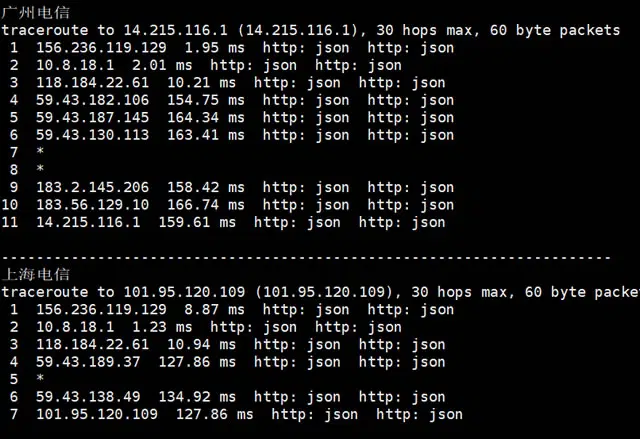 广州电信
traceroute to 14.215.116.1 (14.215.116.1), 30 hops max, 60 byte packets
1 156.236.119.129 1.95 ms http: json http: json
2 10.8.18.1 2.01 ms http: json http: json
3 118.184.22.61 10.21 ms http: json http: json
4 59.43.182.106 154.75 ms http: json http: json
5 59.43.187.145 164.34 ms http: json http: json
6 59.43.130.113 163.41 ms http: json http: json
7 *
8 *
9 183.2.145.206 158.42 ms http: json http: json
10 183.56.129.10 166.74 ms http: json http: json
11 14.215.116.1 159.61 ms http: json http: json
----------------------------------------------------------------------
上海电信
traceroute to 101.95.120.109 (101.95.120.109), 30 hops max, 60 byte packe
1 156.236.119.129 8.87 ms http: json http: json
2 10.8.18.1 1.23 ms http: json http: json
3 118.184.22.61 10.94 ms http: json http: json
4 59.43.189.37 127.86 ms http: json http: json
5 *
6 59.43.138.49 134.92 ms http: json http: json
7 101.95.120.109 127.86 ms http: json http: json